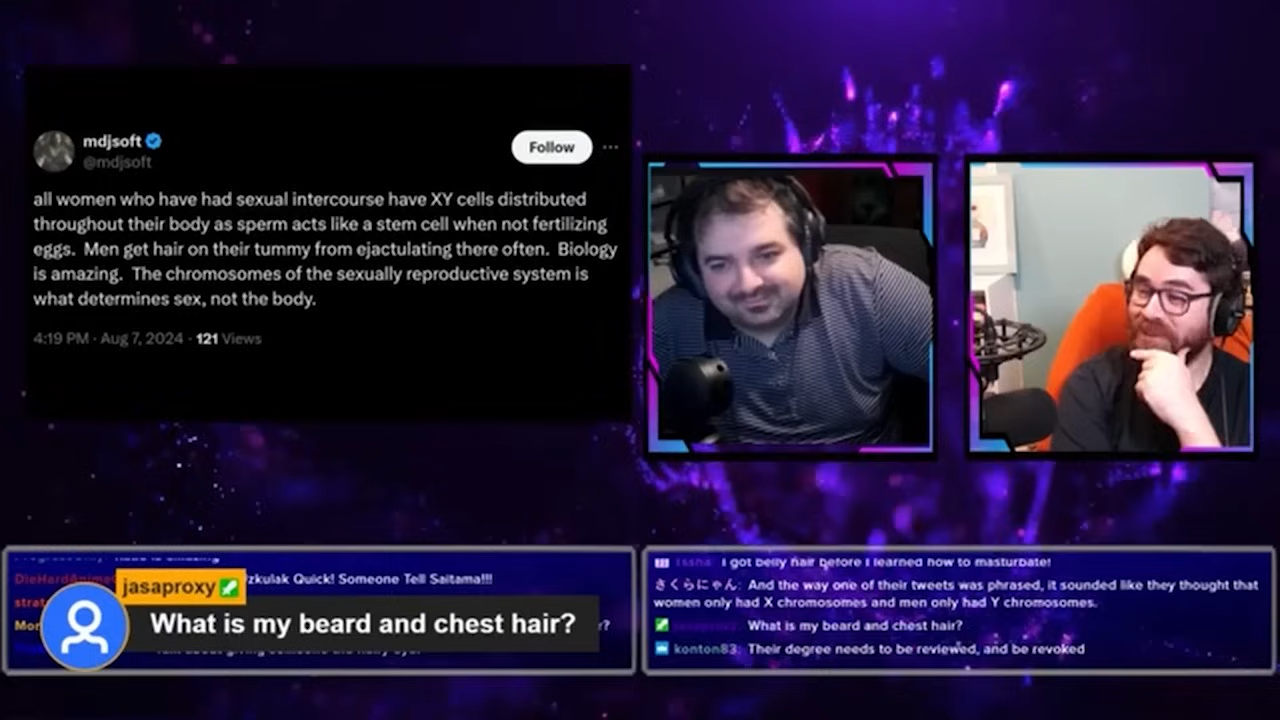 mdjsoft
@mdjsoft
Follow
all women who have had sexual intercourse have XY cells distributed
throughout their body as sperm acts like a stem cell when not fertilizing
eggs. Men get hair on their tummy from ejactulating there often. Biology
is amazing. The chromosomes of the sexually reproductive system is
what determines sex, not the body.
4:19 PM · Aug 7, 2024 · 121 Views
DieHardAnime
zkulak Quick! Someone Tell Saitama!!!
jasaproxy
strat
What is my beard and chest hair?
Mor
I got belly hair before I learned how to masturbate!
さくらにゃん: And the way one of their tweets was phrased, it sounded like they thought that
women only had X chromosomes and men only had Y chromosomes.
What is my beard and chest hair?
konton83: Their degree needs to be reviewed, and be revoked